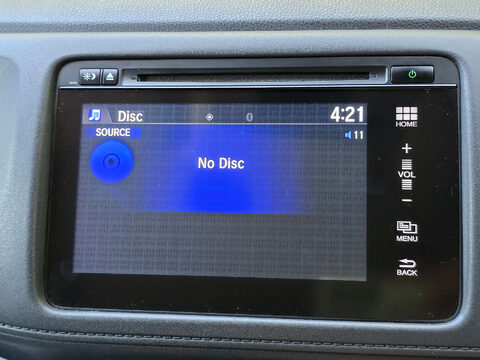 Disc
4:21
SOURCE
11
No Disc
HOME
+
VOL
−
MENU
BACK